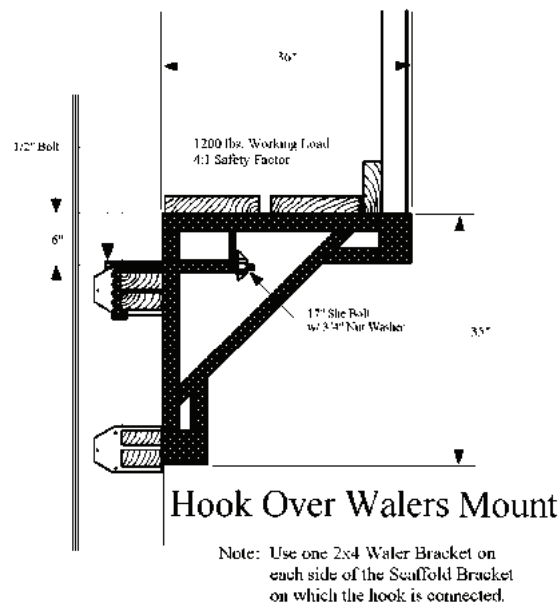 36"
1/2" Bolt
1200 lbs. Working Load
4:1 Safety Factor
6"
17" She Bolt
w/ 3/4" Nut Washer
35"
Hook Over Walers Mount
Note: Use one 2x4 Waler Bracket on
each side of the Scaffold Bracket
on which the hook is connected.